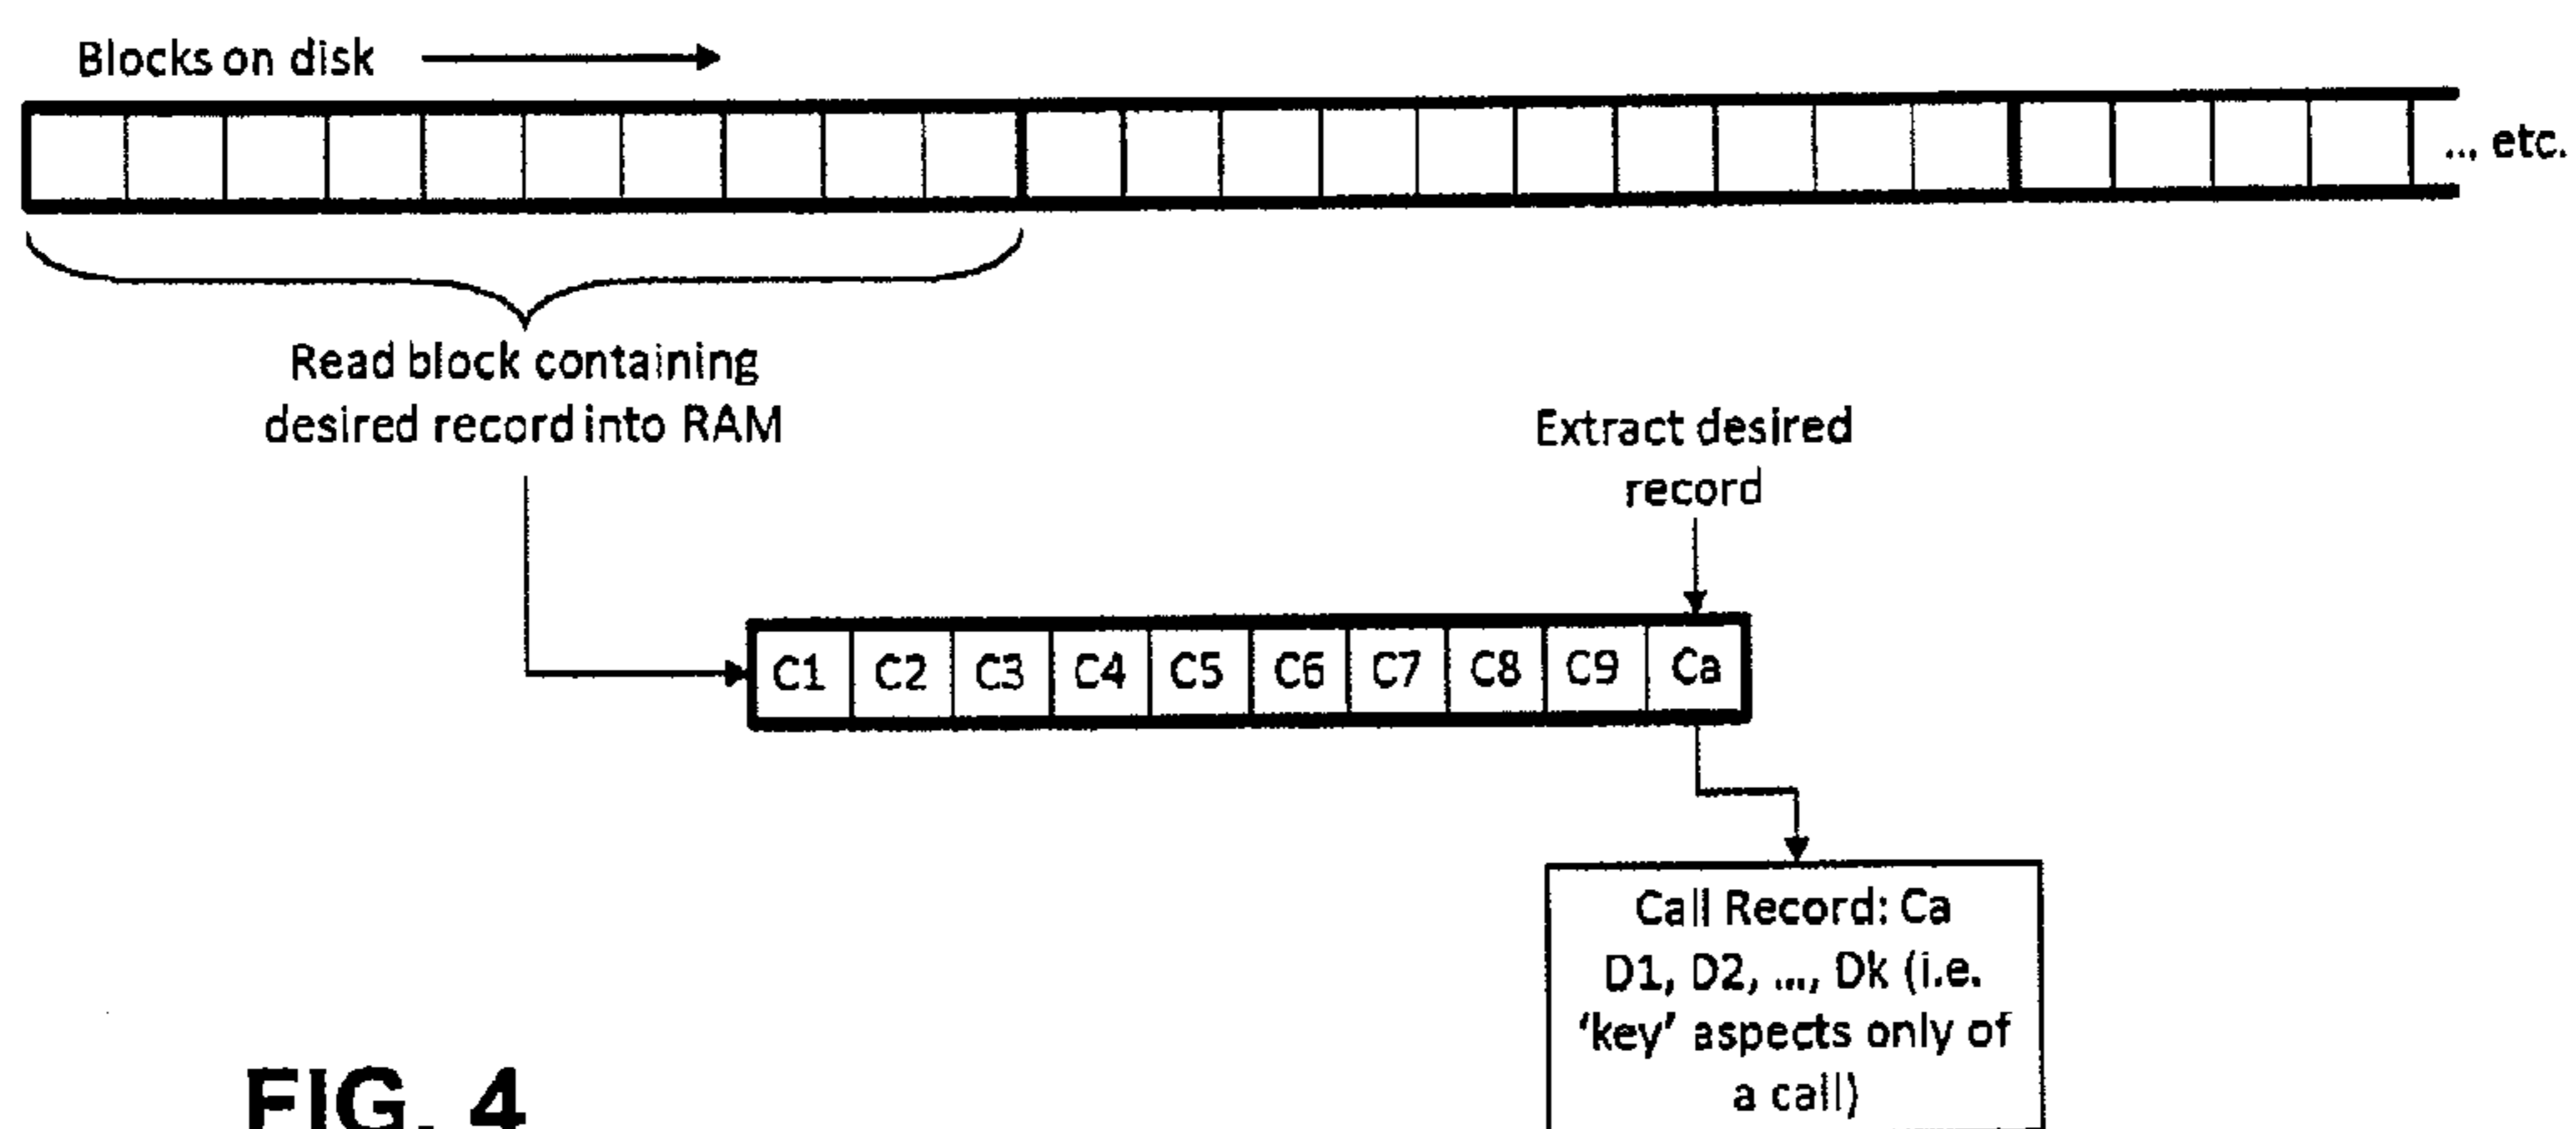 Blocks on disk
... etc.
Read block containing
desired record into RAM
Extract desired
record
C1 C2 C3 C4 C5 C6 C7 C8 C9 Ca
Call Record: Ca
D1, D2, ..., Dk (i.e.
‘key’ aspects only of
a call)
FIG. 4